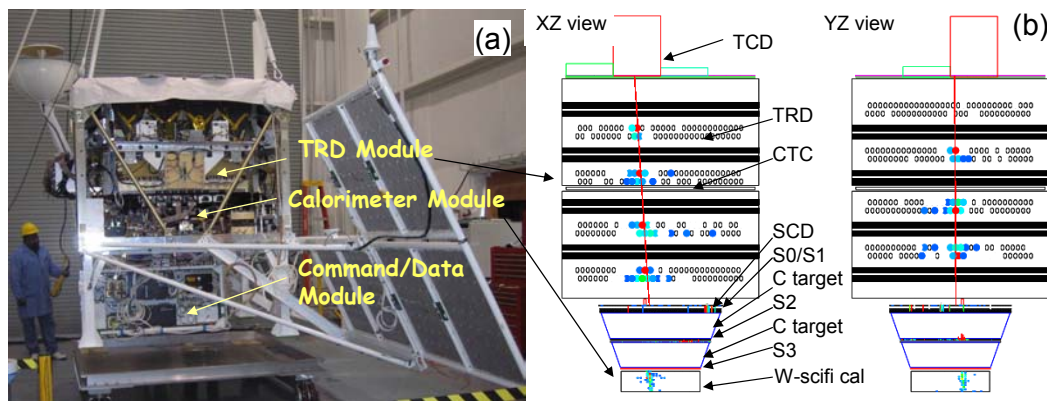 (a)
TRD Module
Calorimeter Module
Command/Data
Module
XZ view
TCD
TRD
CTC
SCD
S0/S1
C target
S2
C target
S3
W-scifi cal
YZ view
(b)